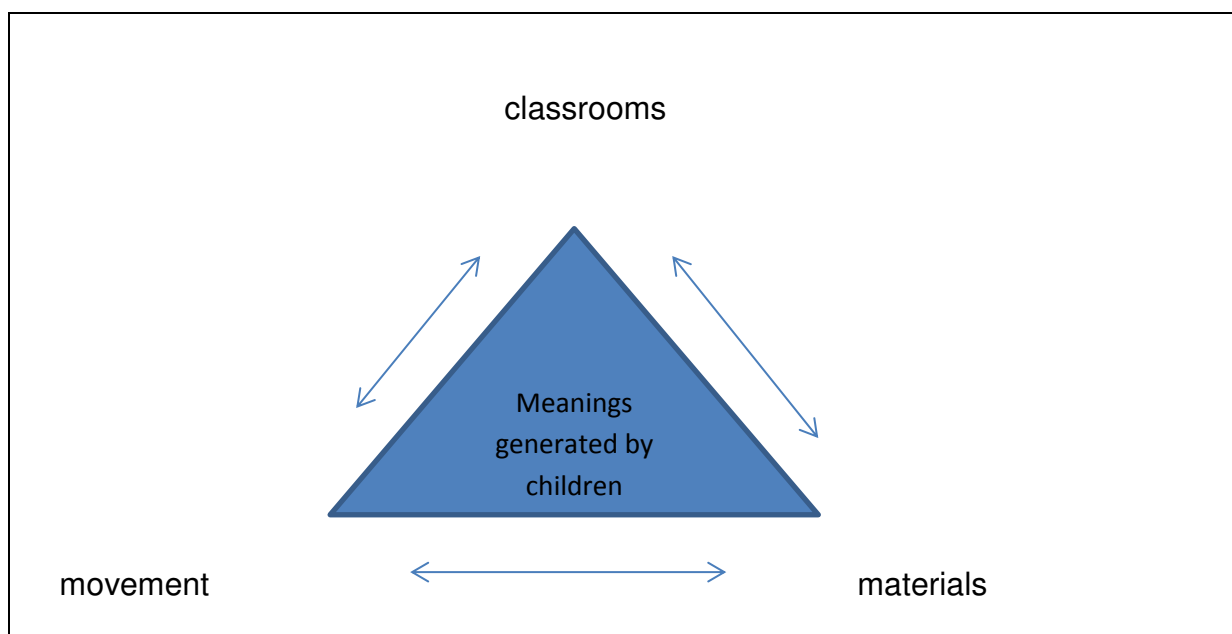 classrooms
Meanings
generated by
children
movement
materials